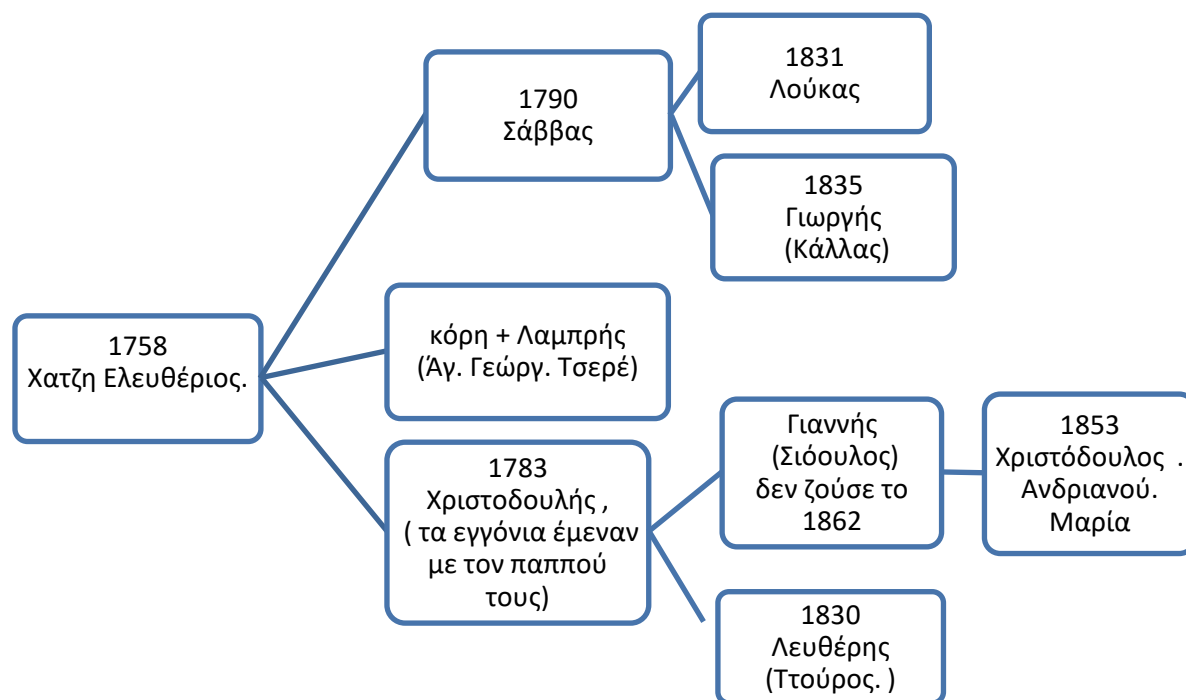 1758
Χατζη Ελευθέριος.
1790
Σάββας
1831
Λούκας
1835
Γιωργής
(Κάλλας)
κόρη + Λαμπρής
(Άγ. Γεώργ. Τσερέ)
1783
Χριστοδουλής ,
( τα εγγόνια έμεναν
με τον παππού
τους)
Γιαννής
(Σιόουλος)
δεν ζούσε το
1862
1853
Χριστόδουλος .
Ανδριανού.
Μαρία
1830
Λευθέρης
(Ττούρος. )